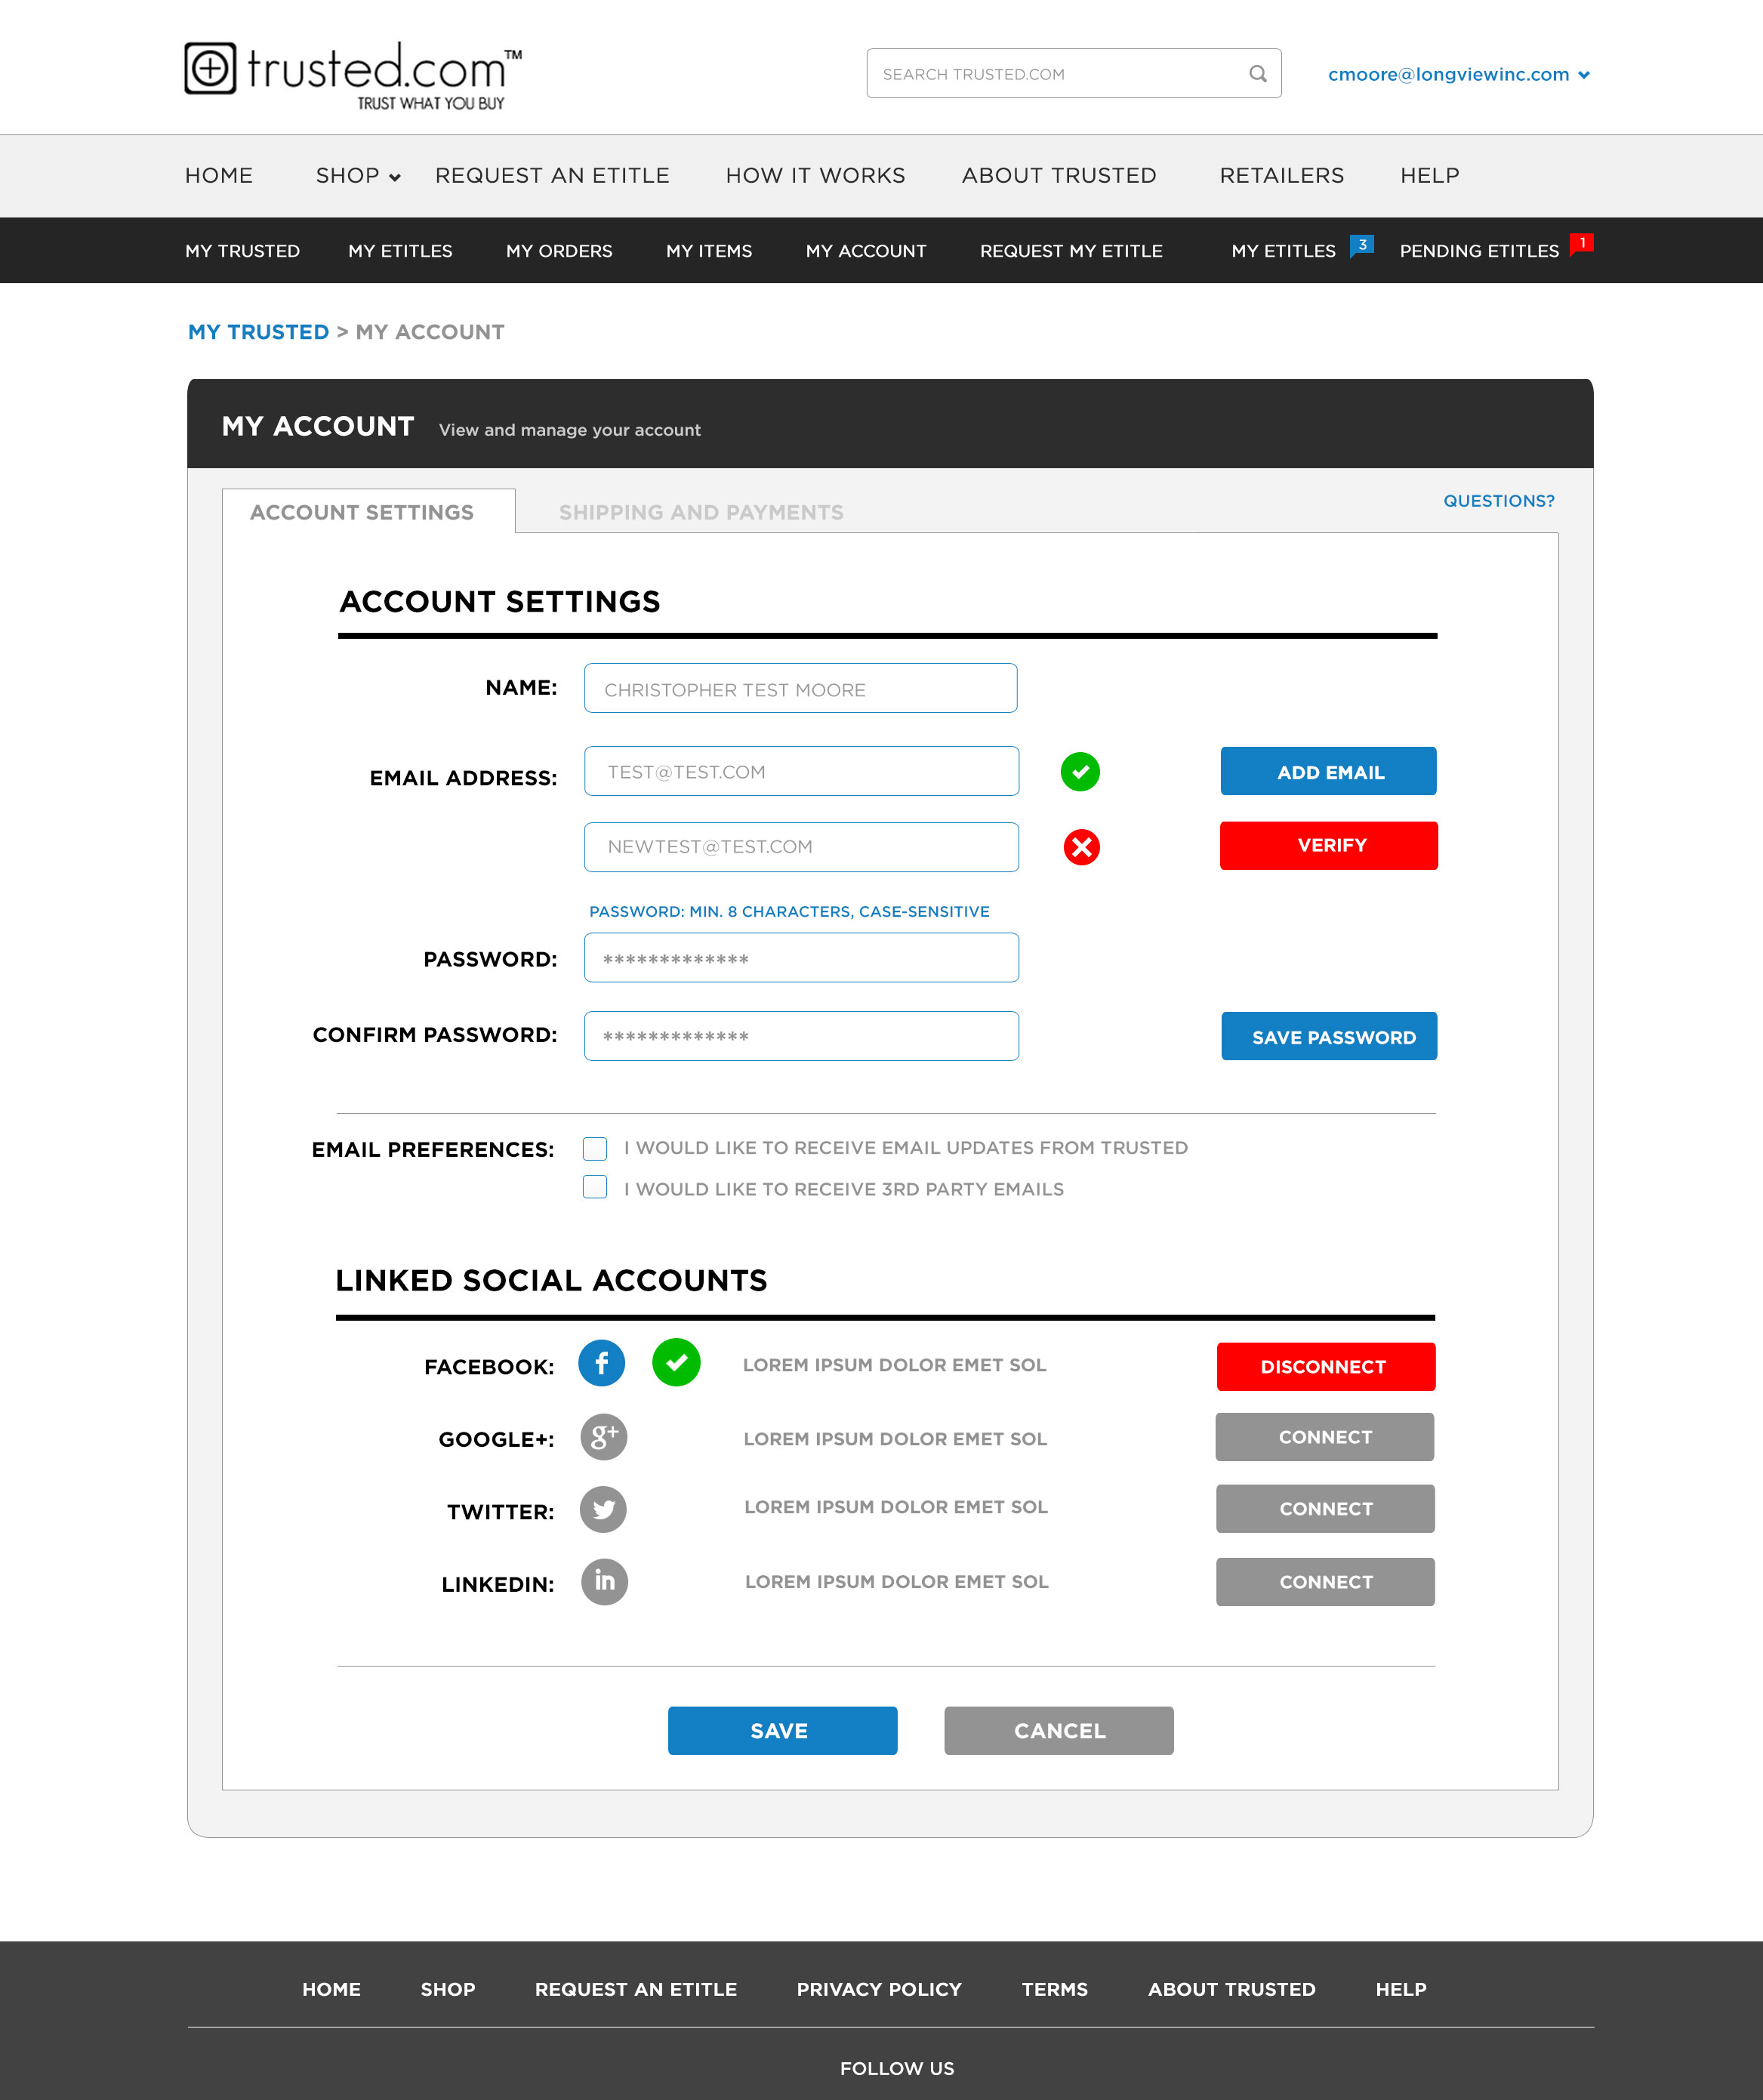 trusted.com™
TRUST WHAT YOU BUY
SEARCH TRUSTED.COM
cmoore@longviewinc.com
HOME SHOP REQUEST AN ETITLE HOW IT WORKS ABOUT TRUSTED RETAILERS HELP
MY TRUSTED MY ETITLES MY ORDERS MY ITEMS MY ACCOUNT REQUEST MY ETITLE MY ETITLES 3 PENDING ETITLES 1
MY TRUSTED > MY ACCOUNT
MY ACCOUNT View and manage your account
ACCOUNT SETTINGS SHIPPING AND PAYMENTS QUESTIONS?
ACCOUNT SETTINGS
NAME: CHRISTOPHER TEST MOORE
EMAIL ADDRESS: TEST@TEST.COM ADD EMAIL
NEWTEST@TEST.COM VERIFY
PASSWORD: MIN. 8 CHARACTERS, CASE-SENSITIVE
PASSWORD: *************
CONFIRM PASSWORD: ************* SAVE PASSWORD
EMAIL PREFERENCES: I WOULD LIKE TO RECEIVE EMAIL UPDATES FROM TRUSTED
I WOULD LIKE TO RECEIVE 3RD PARTY EMAILS
LINKED SOCIAL ACCOUNTS
FACEBOOK: f LOREM IPSUM DOLOR EMET SOL DISCONNECT
GOOGLE+: g+ LOREM IPSUM DOLOR EMET SOL CONNECT
TWITTER: LOREM IPSUM DOLOR EMET SOL CONNECT
LINKEDIN: in LOREM IPSUM DOLOR EMET SOL CONNECT
SAVE CANCEL
HOME SHOP REQUEST AN ETITLE PRIVACY POLICY TERMS ABOUT TRUSTED HELP
FOLLOW US